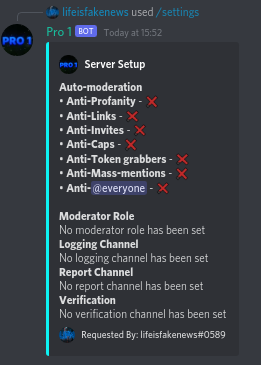 lifeisfakenews used /settings
PRO 1
Pro 1 BOT Today at 15:52
PRO 1 Server Setup
Auto-moderation
• Anti-Profanity - ❌
• Anti-Links - ❌
• Anti-Invites - ❌
• Anti-Caps - ❌
• Anti-Token grabbers - ❌
• Anti-Mass-mentions - ❌
• Anti-@everyone - ❌
Moderator Role
No moderator role has been set
Logging Channel
No logging channel has been set
Report Channel
No report channel has been set
Verification
No verification channel has been set
Requested By: lifeisfakenews#0589